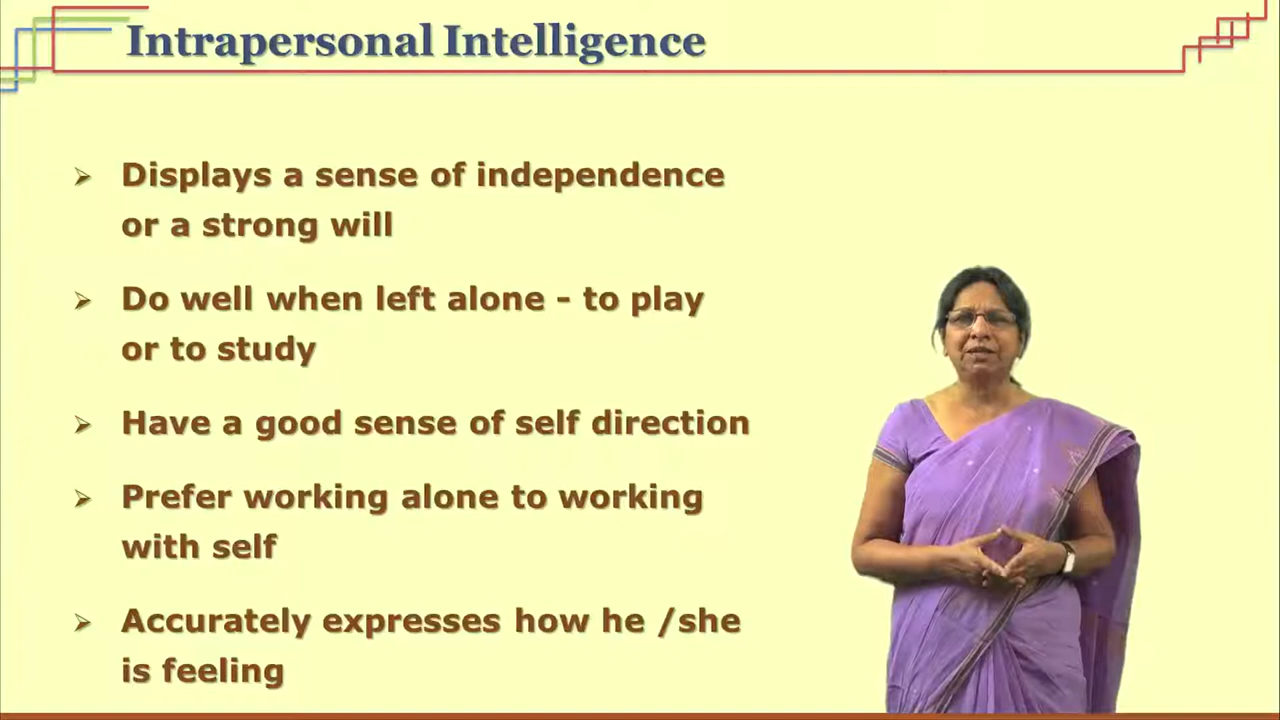 Intrapersonal Intelligence
➢ Displays a sense of independence
or a strong will
➢ Do well when left alone - to play
or to study
➢ Have a good sense of self direction
➢ Prefer working alone to working
with self
➢ Accurately expresses how he /she
is feeling